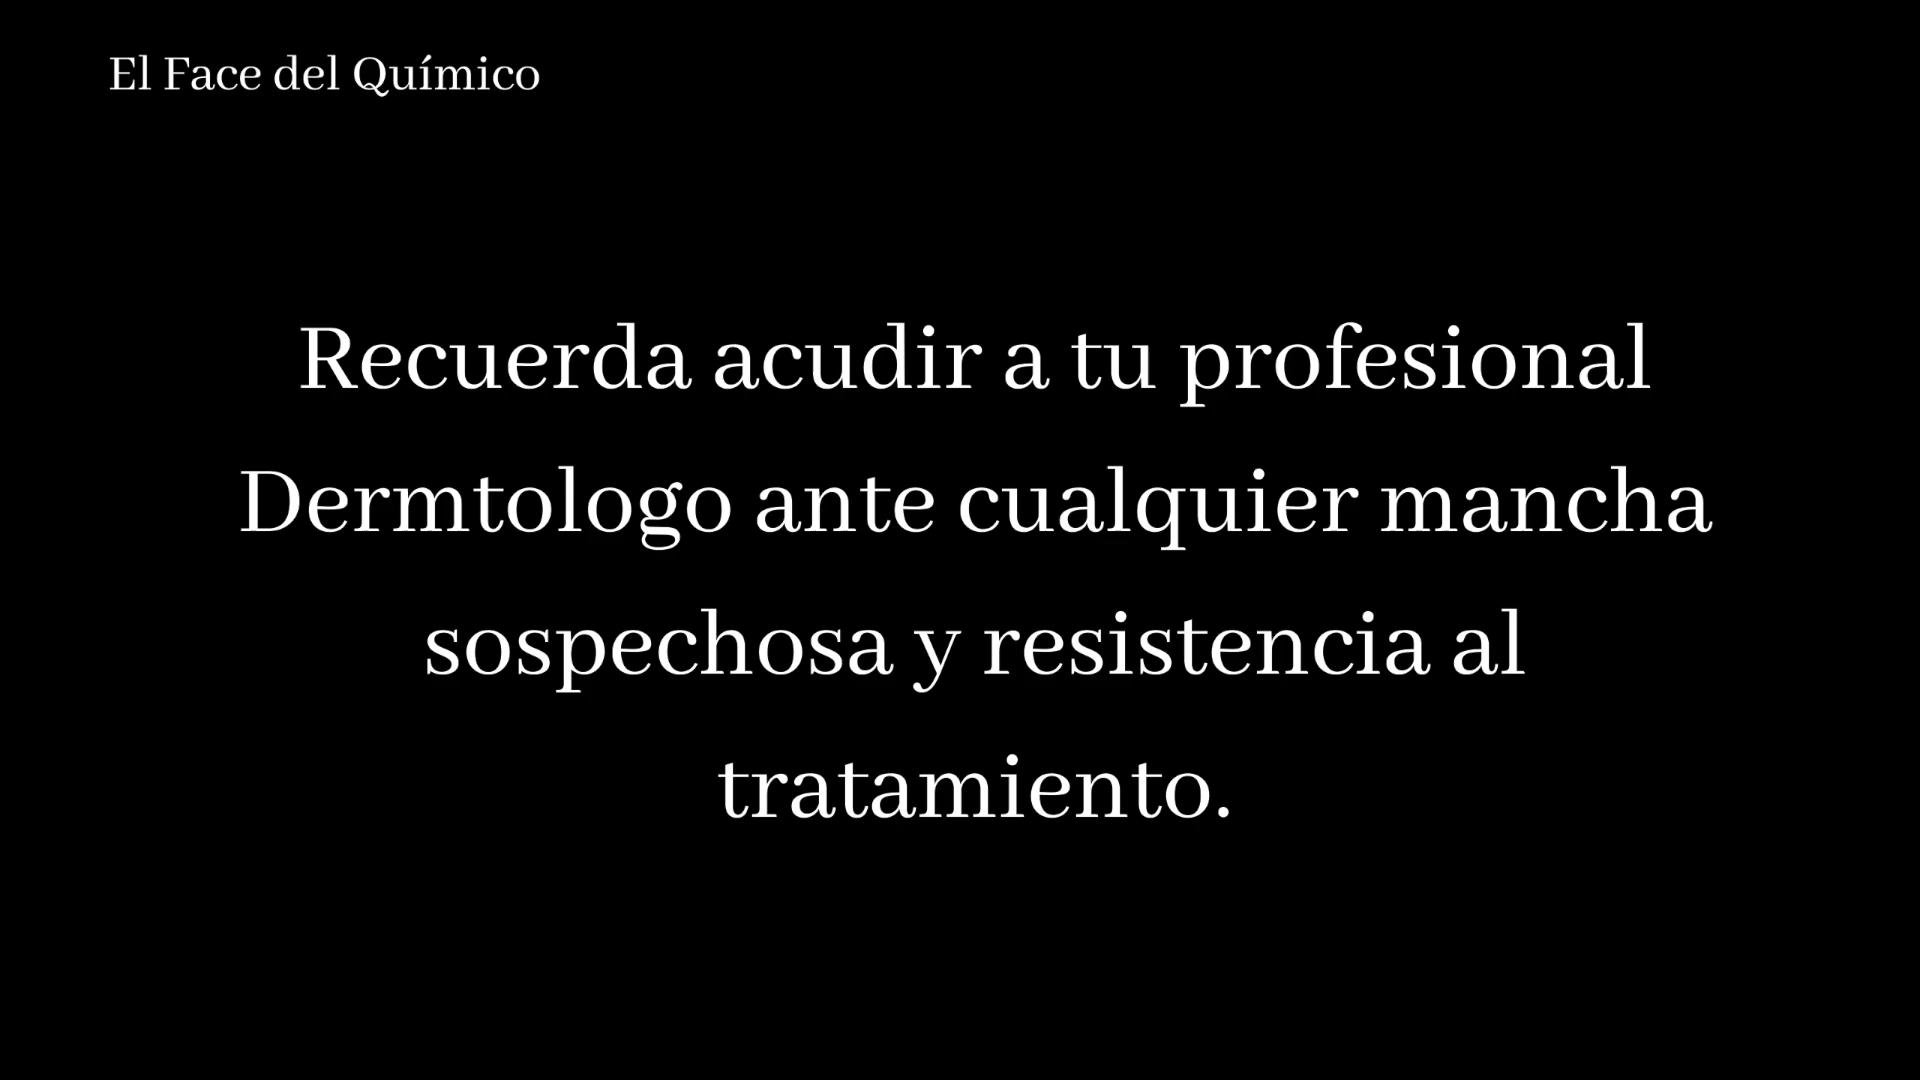 El Face del Químico
Recuerda acudir a tu profesional
Dermtologo ante cualquier mancha
sospechosa y resistencia al
tratamiento.